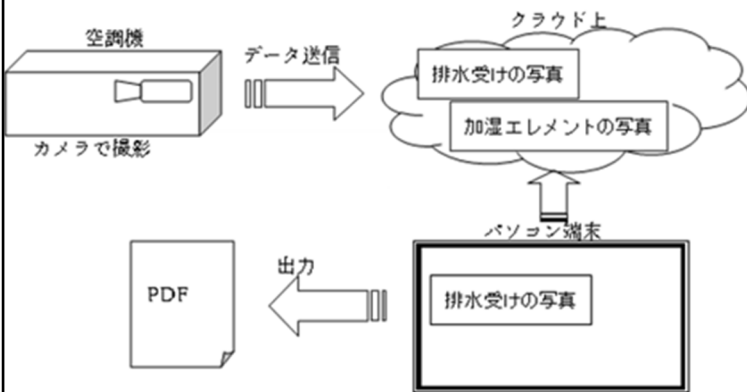 クラウド上
空調機
データ送信
排水受けの写真
加湿エレメントの写真
カメラで撮影
パソコン端末
出力
PDF
排水受けの写真